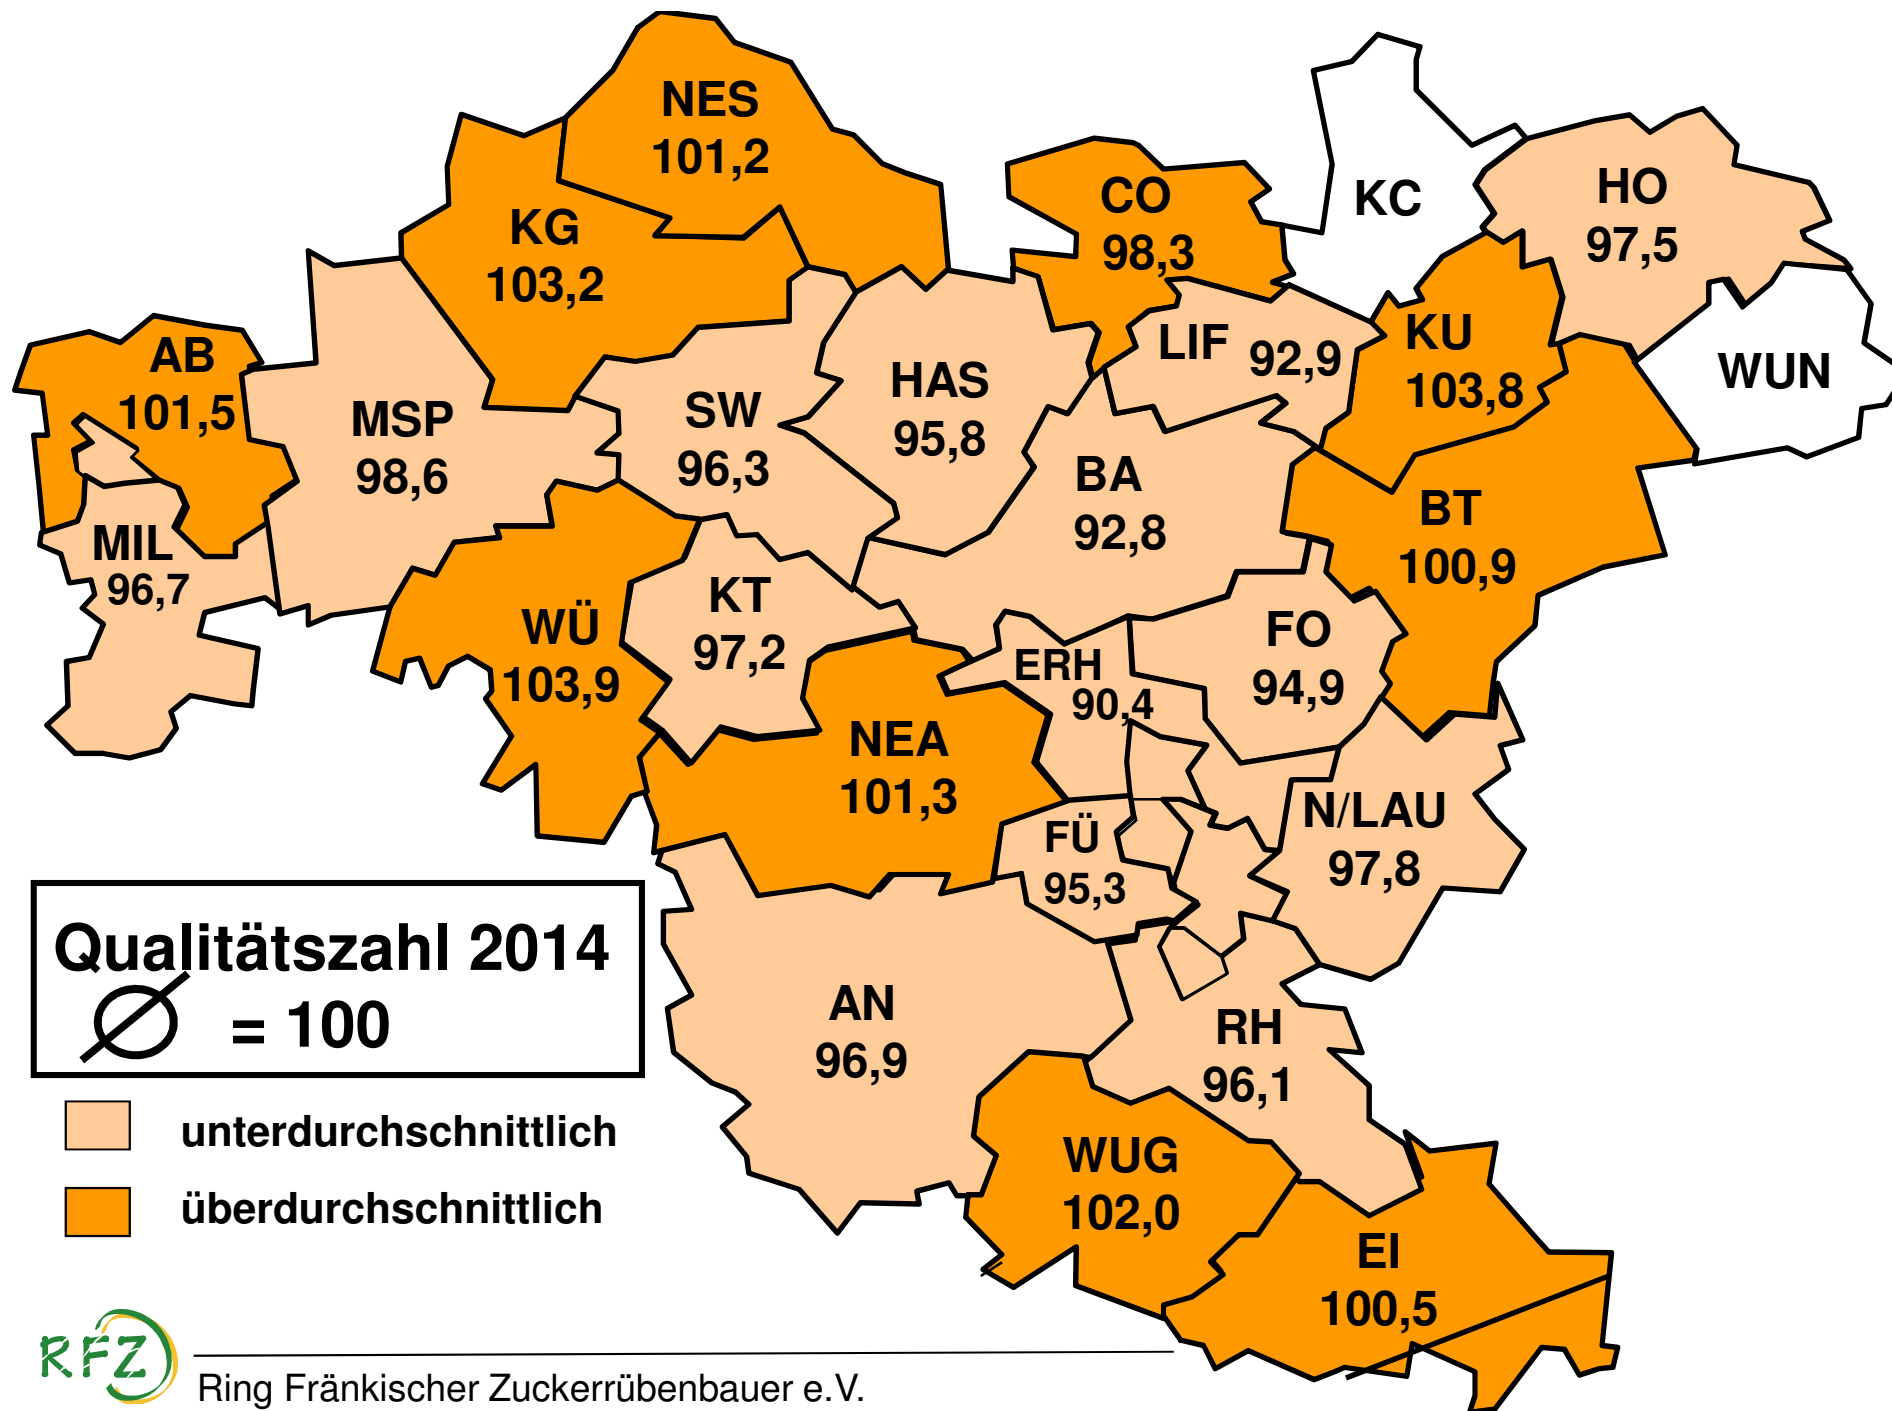 NES
101,2
KG
103,2
CO
98,3
KC
HO
97,5
AB
101,5
MSP
98,6
SW
96,3
HAS
95,8
LIF 92,9
KU
103,8
WUN
BA
92,8
BT
100,9
MIL
96,7
WÜ
103,9
KT
97,2
ERH
90,4
FO
94,9
NEA
101,3
FÜ
95,3
N/LAU
97,8
AN
96,9
RH
96,1
WUG
102,0
EI
100,5
Qualitätszahl 2014
Ø = 100
unterdurchschnittlich
überdurchschnittlich
RFZ
Ring Fränkischer Zuckerrübenbauer e.V.